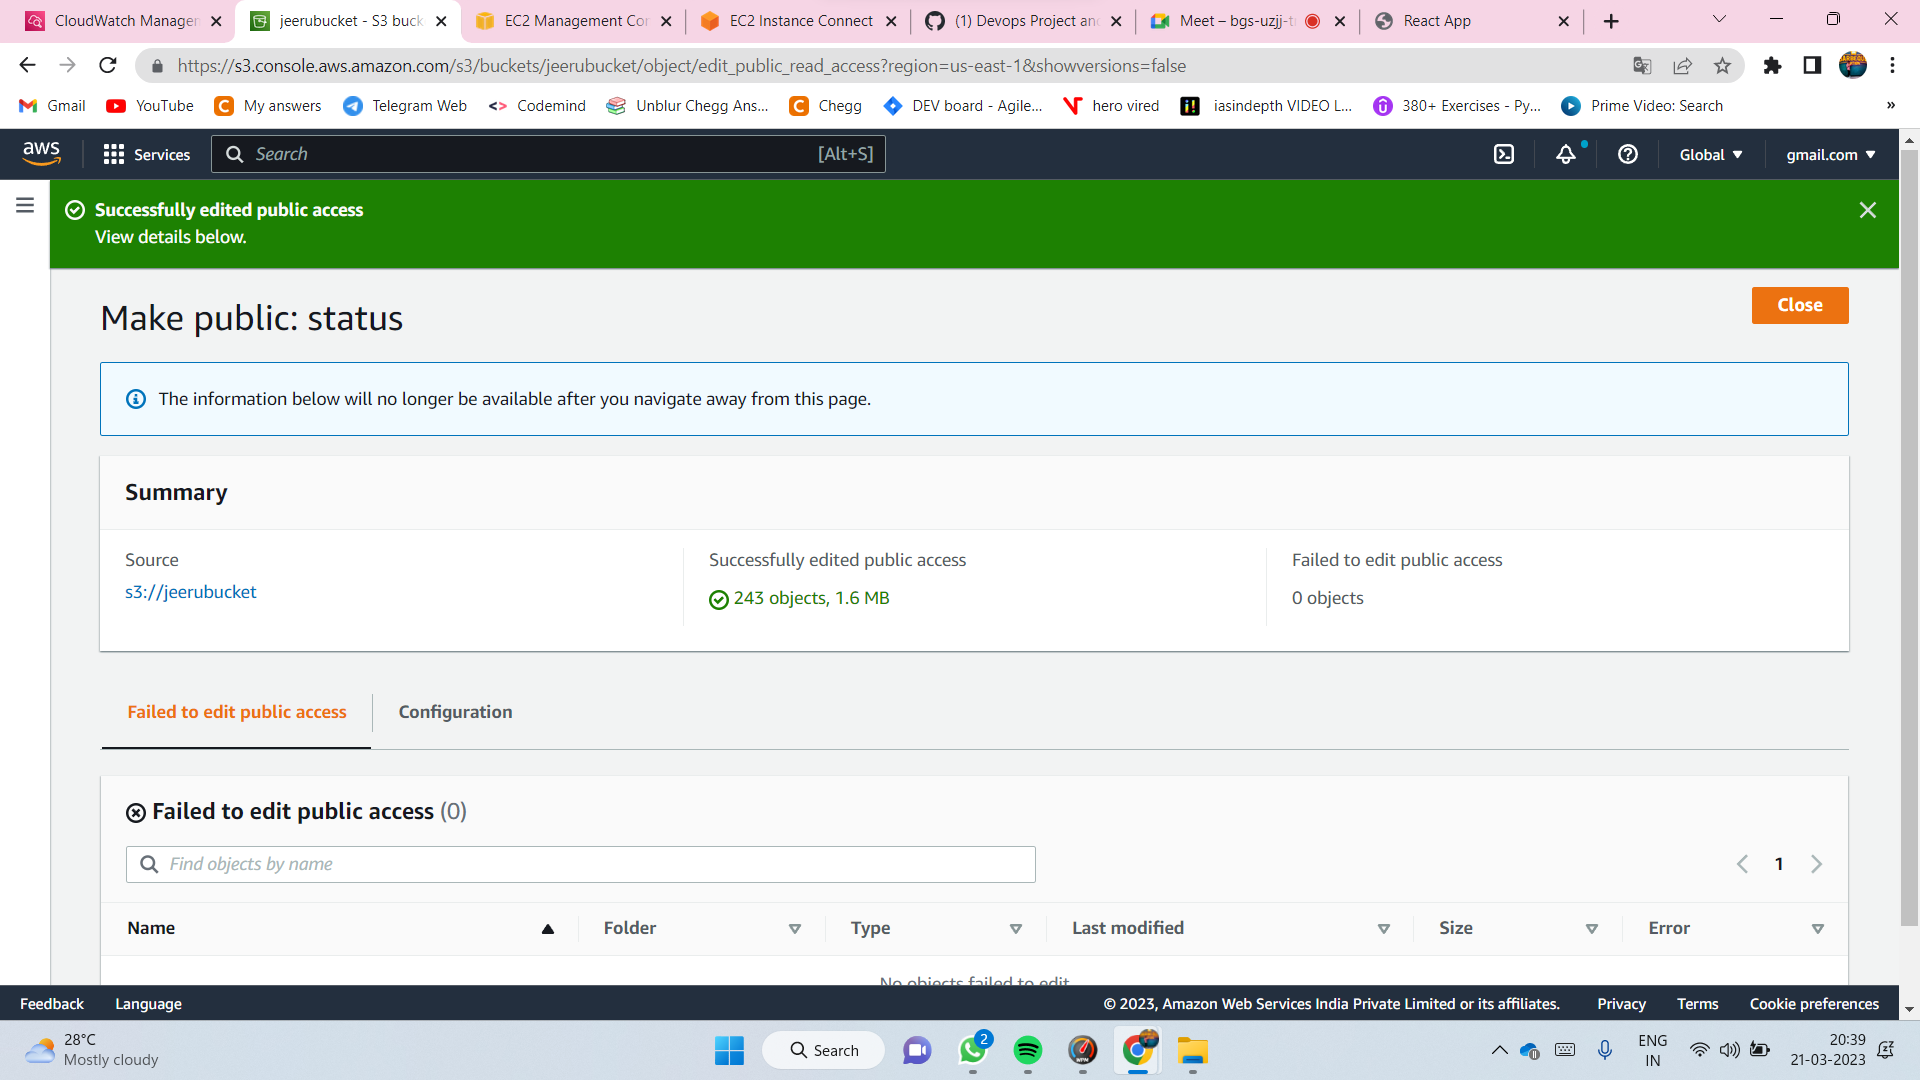 CloudWatch Managem
jeerubucket - S3 buck
EC2 Management Con
EC2 Instance Connect
(1) Devops Project and
Meet – bgs-uzjj-t
React App
https://s3.console.aws.amazon.com/s3/buckets/jeerubucket/object/edit_public_read_access?region=us-east-1&showversions=false
Gmail
YouTube
My answers
Telegram Web
Codemind
Unblur Chegg Ans...
Chegg
DEV board - Agile...
hero vired
iasindepth VIDEO L...
380+ Exercises - Py...
Prime Video: Search
»
aws
Services
Search
[Alt+S]
Global
gmail.com
Successfully edited public access
View details below.
Make public: status
Close
The information below will no longer be available after you navigate away from this page.
Summary
Source
s3://jeerubucket
Successfully edited public access
243 objects, 1.6 MB
Failed to edit public access
0 objects
Failed to edit public access
Configuration
Failed to edit public access (0)
Find objects by name
1
Name
Folder
Type
Last modified
Size
Error
No objects failed to edit
Feedback
Language
© 2023, Amazon Web Services India Private Limited or its affiliates.
Privacy
Terms
Cookie preferences
28°C
Mostly cloudy
Search
2
ENG
IN
20:39
21-03-2023